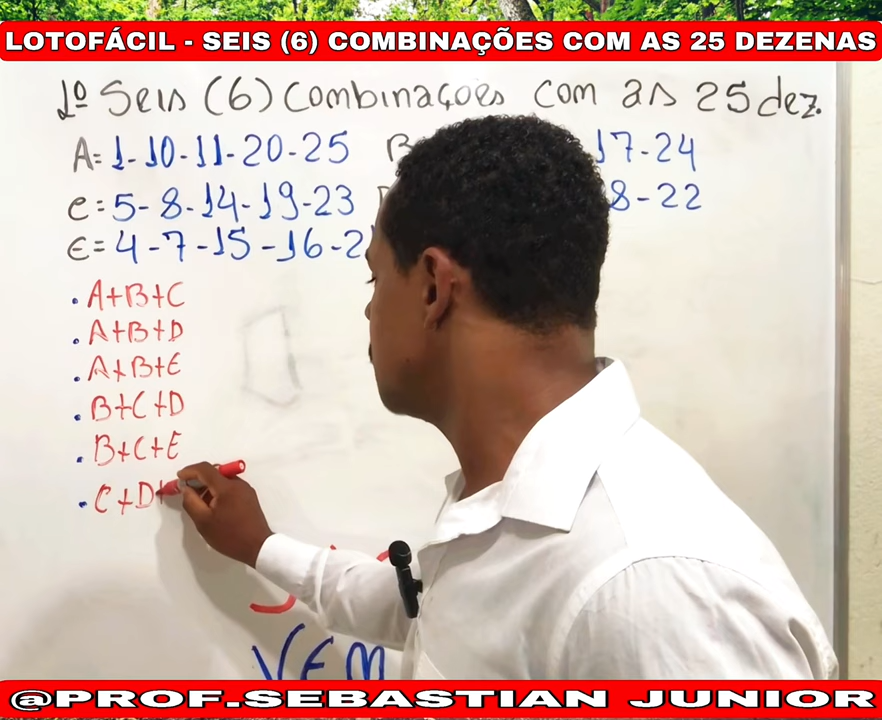 LOTOFÁCIL - SEIS (6) COMBINAÇÕES COM AS 25 DEZENAS
1º Seis (6) Combinações com as 25 dez.
A= 1-10-11-20-25 17-24
C: 5-8-14-19-23 8-22
E= 4-7-15-16-2
. A+B+C
. A+B+D
. A+B+E
. B+C+D
. B+C+E
. C+D+
VEM
@PROF.SEBASTIAN JUNIOR